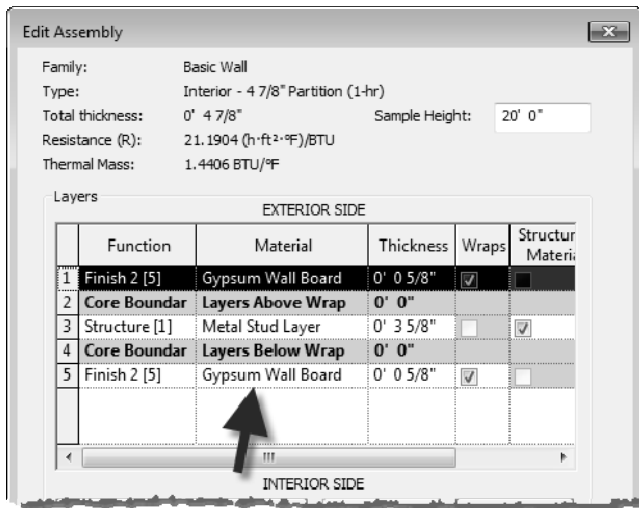 Edit Assembly
Family: Basic Wall
Type: Interior - 4 7/8" Partition (1-hr)
Total thickness: 0' 4 7/8" Sample Height: 20' 0"
Resistance (R): 21.1904 (h·ft²·°F)/BTU
Thermal Mass: 1.4406 BTU/°F
Layers
EXTERIOR SIDE
Function Material Thickness Wraps Structur
Materi
1 Finish 2 [5] Gypsum Wall Board 0' 0 5/8"
2 Core Boundar Layers Above Wrap 0' 0"
3 Structure [1] Metal Stud Layer 0' 3 5/8"
4 Core Boundar Layers Below Wrap 0' 0"
5 Finish 2 [5] Gypsum Wall Board 0' 0 5/8"
INTERIOR SIDE